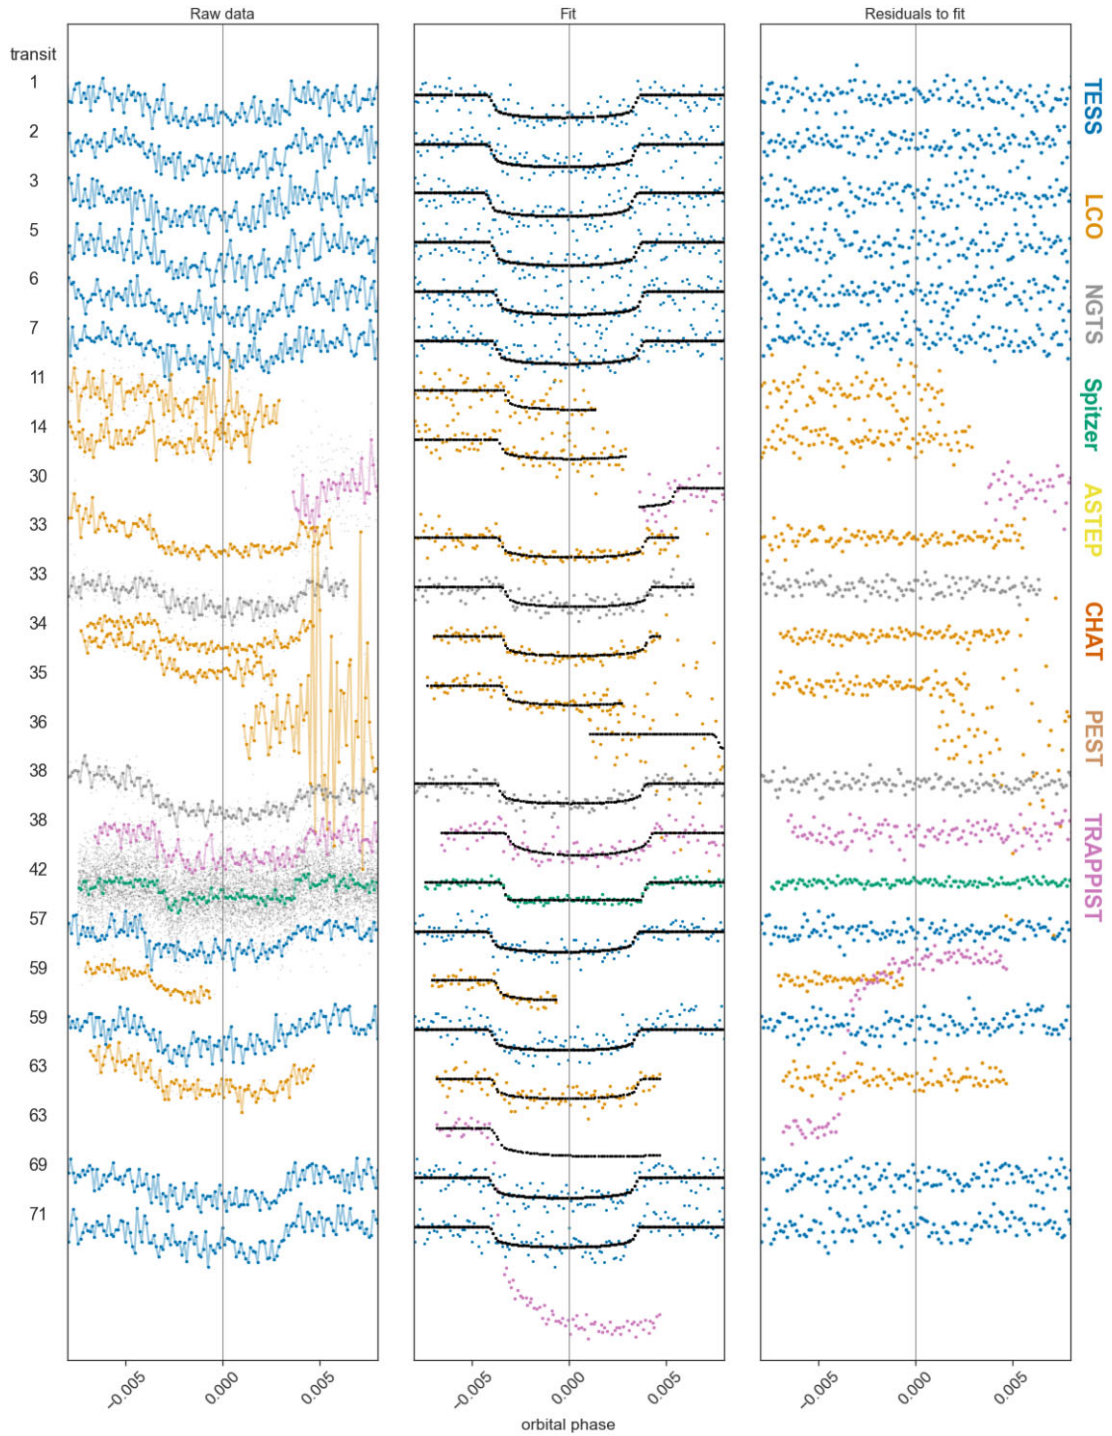 Raw data
Fit
Residuals to fit
transit
1
2
3
5
6
7
11
14
30
33
33
34
35
36
38
38
42
57
59
59
63
63
69
71
TESS
LCO
NGTS
Spitzer
ASTEP
CHAT
PEST
TRAPPIST
−0.005
0.000
0.005
−0.005
0.000
0.005
−0.005
0.000
0.005
orbital phase